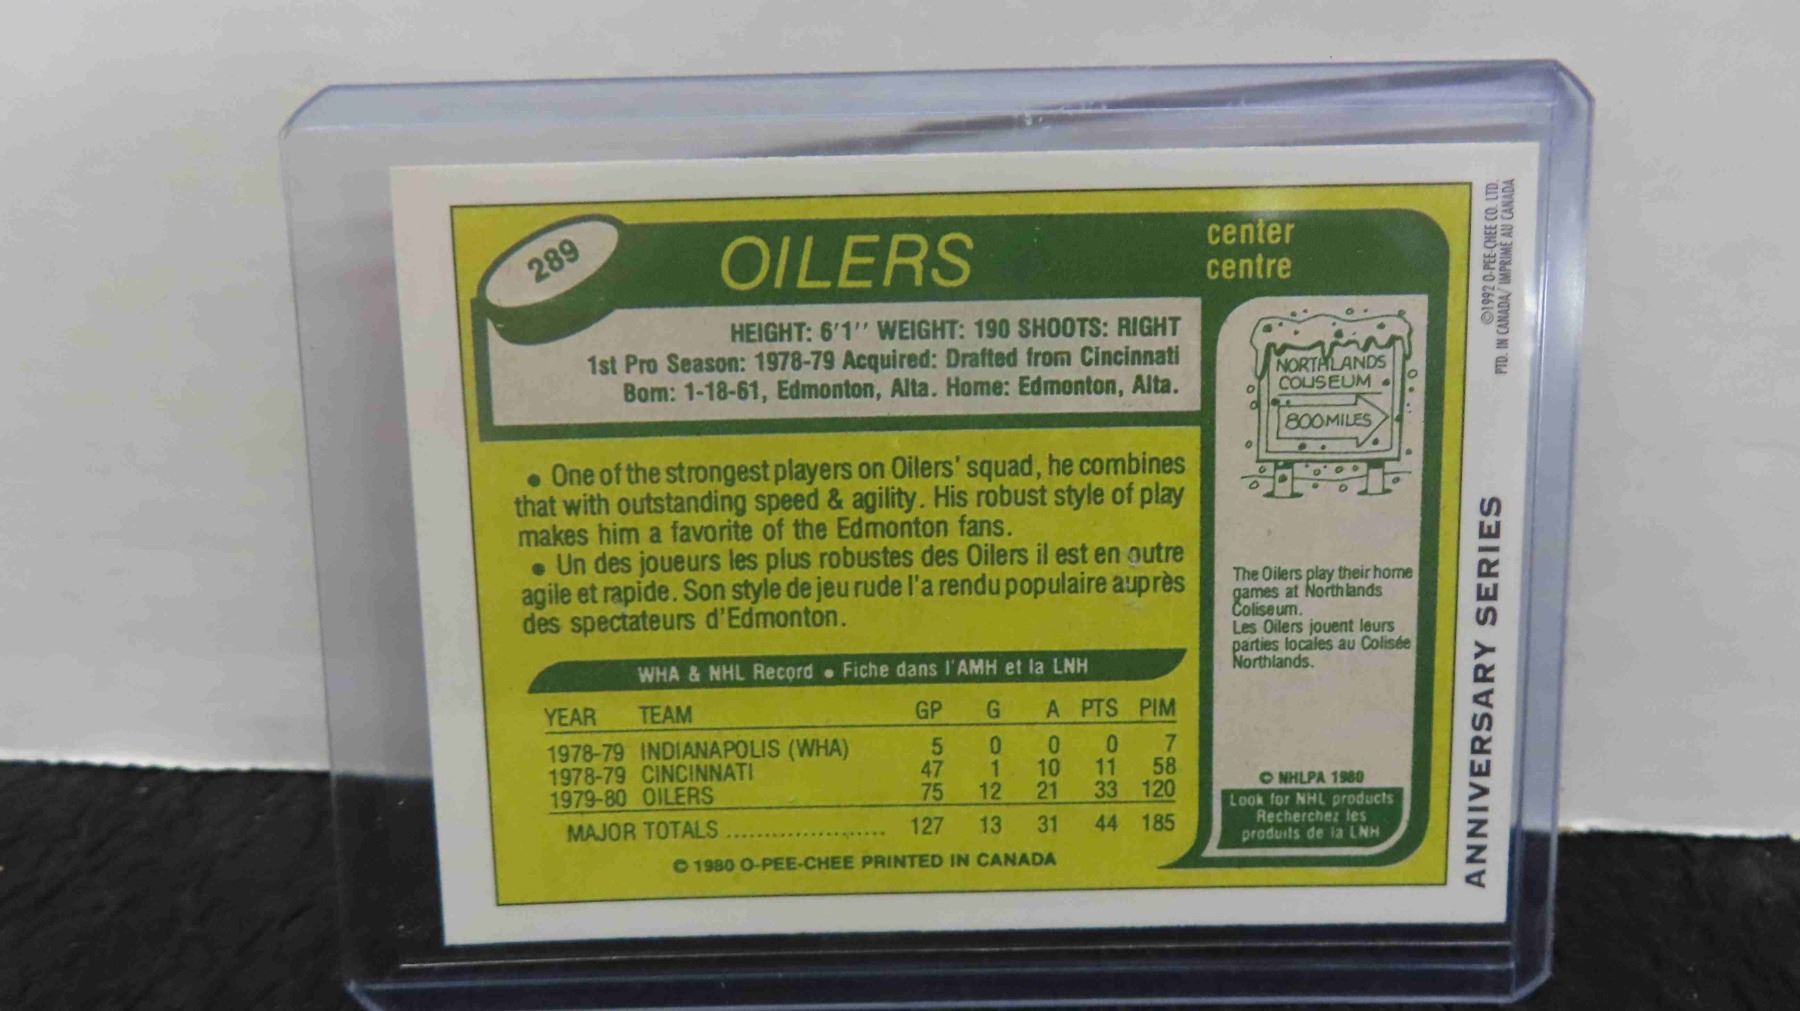 289
OILERS
center
centre
HEIGHT: 6'1'' WEIGHT: 190 SHOOTS: RIGHT
1st Pro Season: 1978-79 Acquired: Drafted from Cincinnati
Born: 1-18-61, Edmonton, Alta. Home: Edmonton, Alta.
• One of the strongest players on Oilers' squad, he combines
that with outstanding speed & agility. His robust style of play
makes him a favorite of the Edmonton fans.
• Un des joueurs les plus robustes des Oilers il est en outre
agile et rapide. Son style de jeu rude l'a rendu populaire auprès
des spectateurs d'Edmonton.
WHA & NHL Record • Fiche dans l'AMH et la LNH
YEAR TEAM GP G A PTS PIM
1978-79 INDIANAPOLIS (WHA) 5 0 0 0 7
1978-79 CINCINNATI 47 1 10 11 58
1979-80 OILERS 75 12 21 33 120
MAJOR TOTALS ...................... 127 13 31 44 185
© 1980 O-PEE-CHEE PRINTED IN CANADA
NORTHLANDS
COLISEUM
800 MILES
The Oilers play their home
games at Northlands
Coliseum.
Les Oilers jouent leurs
parties locales au Colisée
Northlands.
© NHLPA 1980
Look for NHL products
Recherchez les
produits de la LNH
ANNIVERSARY SERIES
©1992 O-PEE-CHEE CO. LTD.
PTD. IN CANADA/ IMPRIMÉ AU CANADA